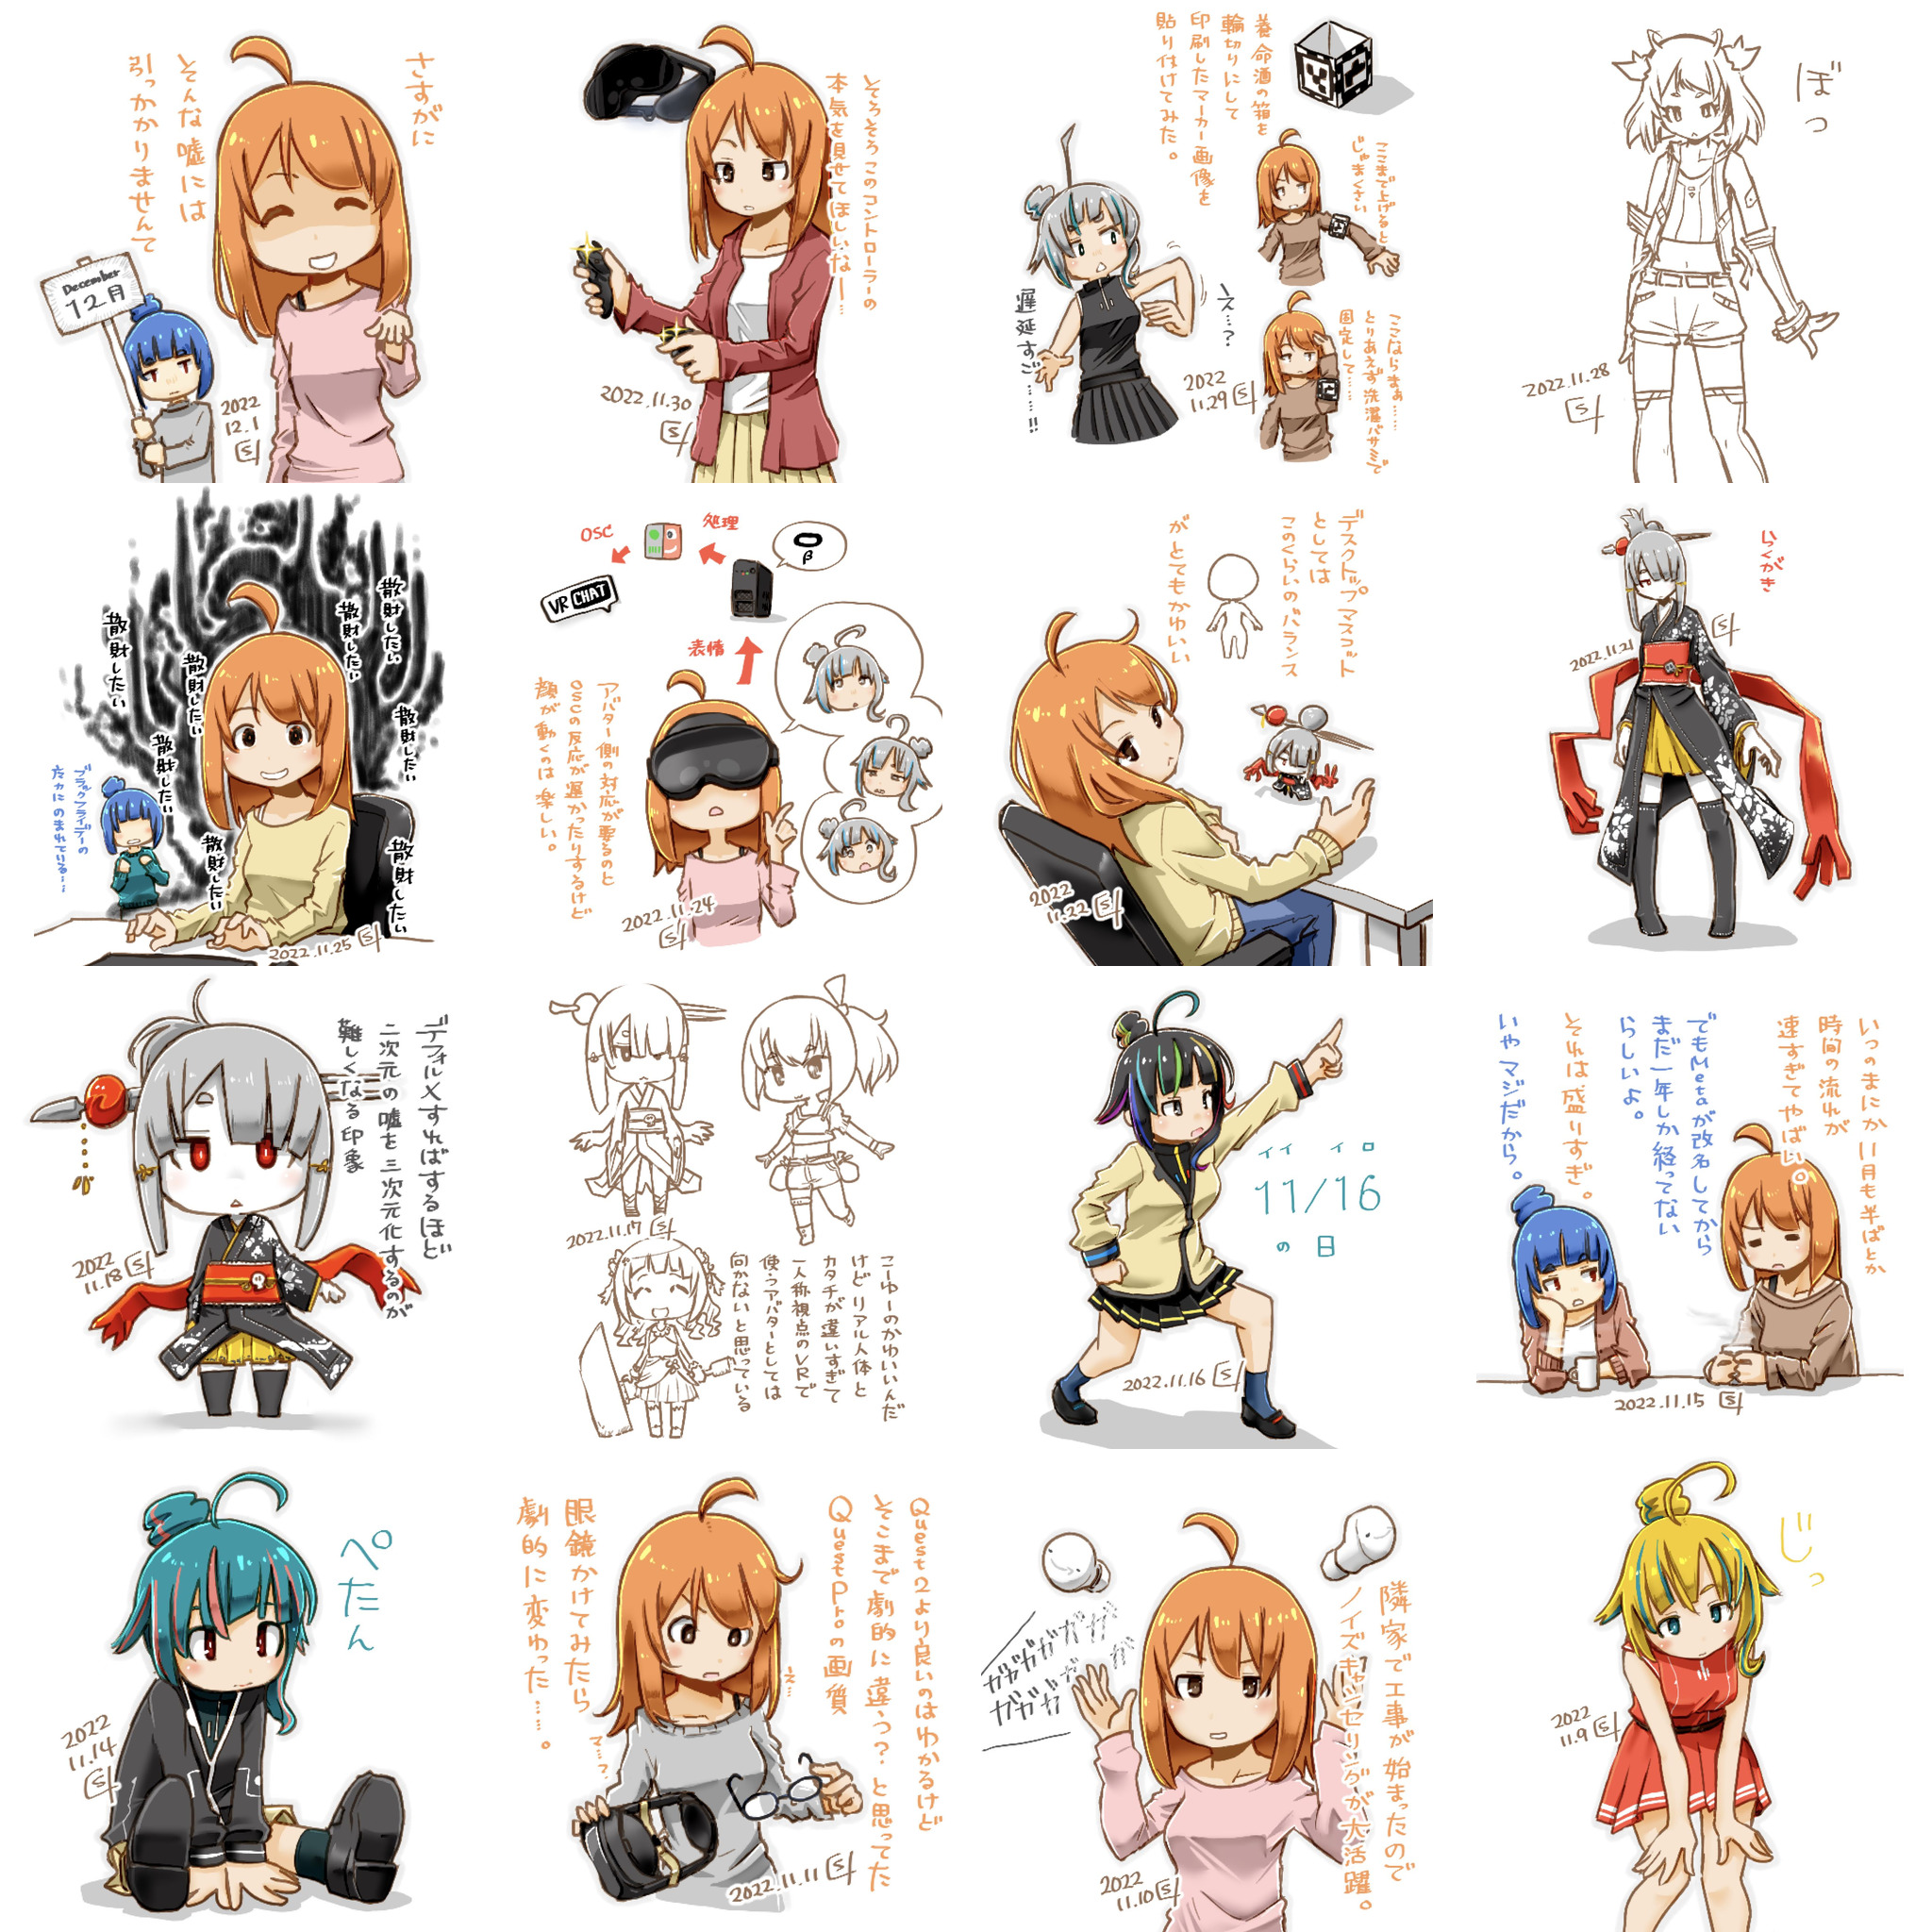 さすがに
そんな嘘には
引っかかりませんて
December
12月
2022
12.1
そろそろこのコントローラーの
本気を見せてほしいなー…
2022.11.30
養命酒の箱を
輪切りにして
印刷したマーカー画像を
貼り付けてみた。
ここまで上げると
じゃまくさい
え…?
遅延すご……!!
ここならまぁ……
とりあえず洗濯バサミで
固定して……
2022
11.29
ぼっ
2022.11.28
散財したい
散財したい
散財したい
散財したい
散財したい
散財したい
散財したい
散財したい
ブラックフライデーの
ちからにのまれている…
2022.11.25
OSC
処理
β
VRCHAT
表情
アバター側の対応が要るのと
OSCの反応が遅かったりするけど
顔が動くのは楽しい。
2022.11.24
デスクトップマスコット
としては
このくらいのバランス
がとてもかゆいい
2022
11.22
らくがき
2022.11.21
デフォルメすればするほど
二次元の嘘を三次元化するのが
難しくなる印象
2022
11.18
2022.11.17
こーゆーのかゆいいんだ
けどリアル人体と
カタチが違いすぎて
一人称視点のVRで
使うアバターとしては
向かないと思っている
イイ イロ
11/16
の日
2022.11.16
いつのまにか11月も半ばとか
時間の流れが
速すぎてやばい。
でもMetaが改名してから
まだ一年しか経ってない
らしいよ。
それは盛りすぎ。
いやマジだから。
2022.11.15
ぺたん
2022
11.14
Quest2より良いのはわかるけど
そこまで劇的に違う?と思ってた
QuestProの画質
え…
眼鏡かけてみたら
劇的に変わった……。
マ…?
2022.11.11
隣家で工事が始まったので
ノイズキャンセリングが大活躍。
ガガガガガガガ
ガガガガ
2022
11.10
じっ
2022
11.9